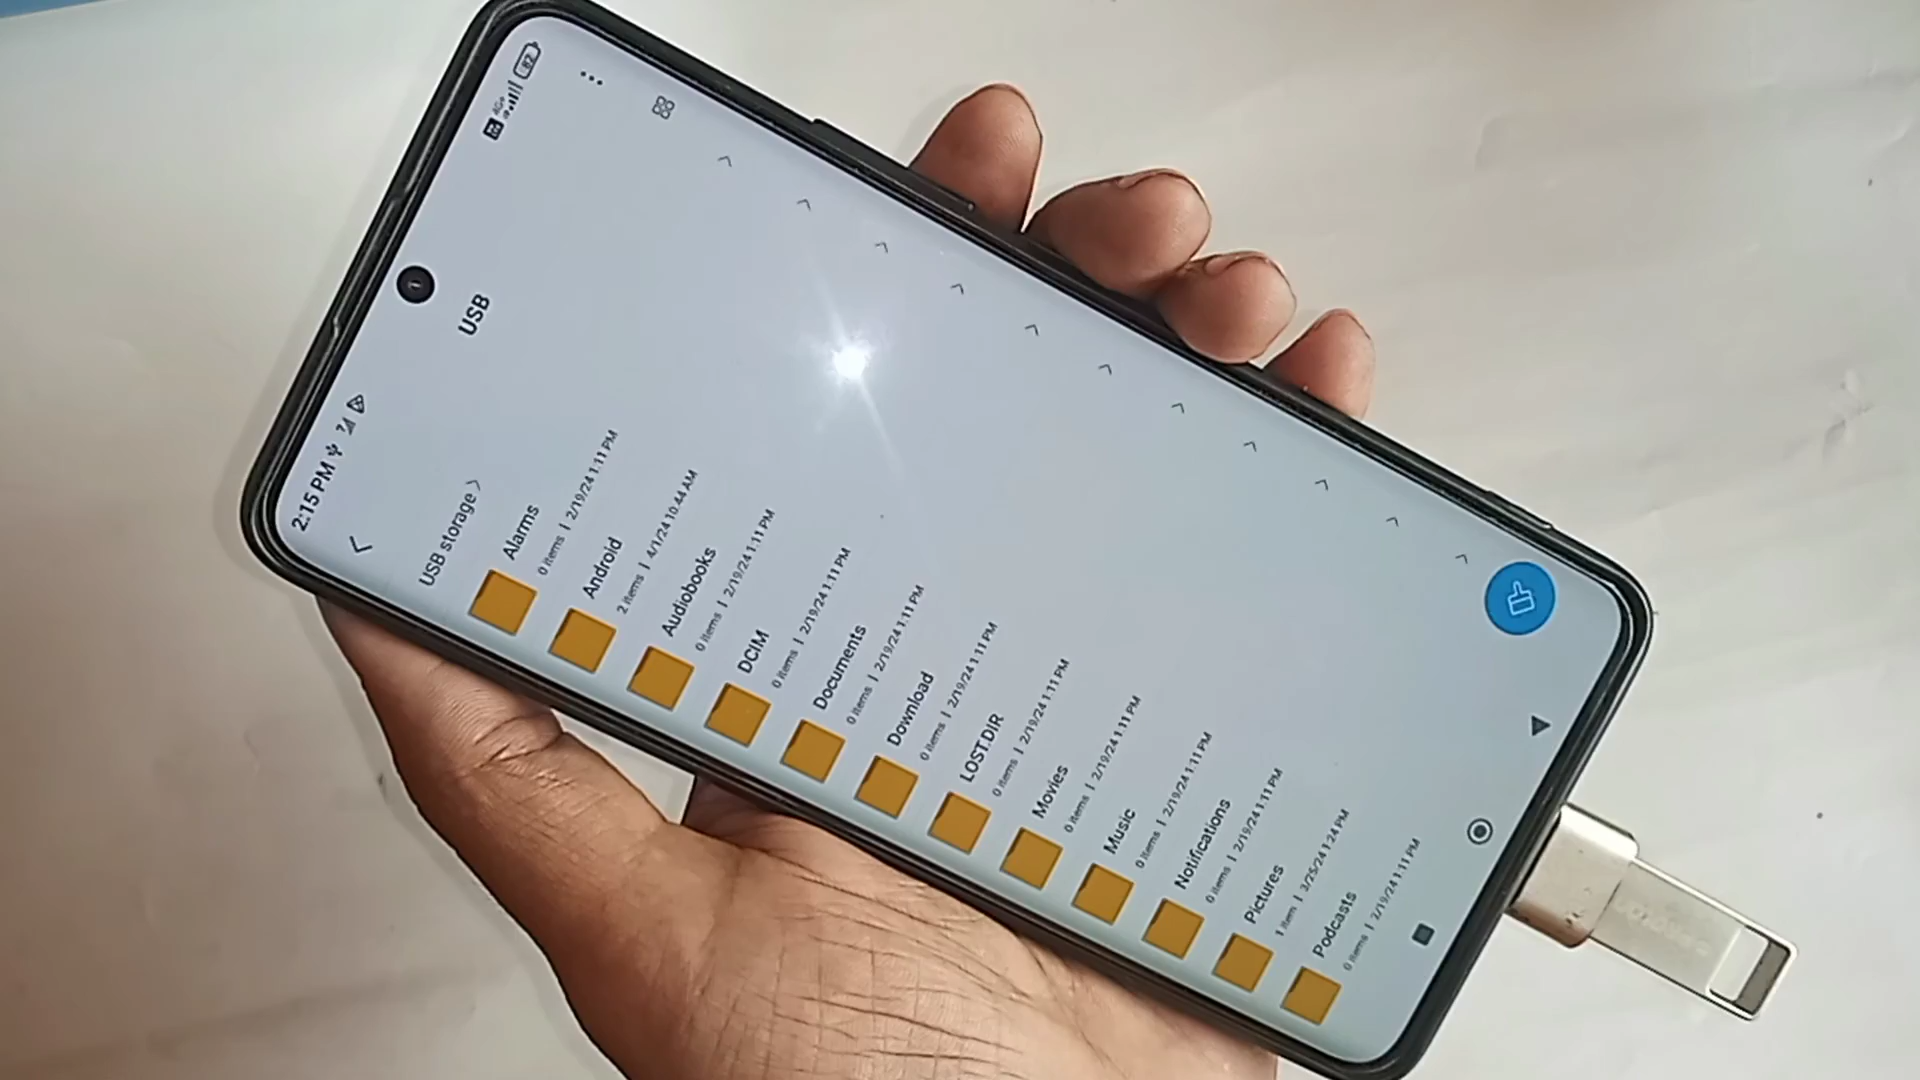 2:15 PM
82
4G+
USB
USB storage >
Alarms
0 items | 2/19/24 1:11 PM
Android
2 items | 4/1/24 10:44 AM
Audiobooks
0 items | 2/19/24 1:11 PM
DCIM
0 items | 2/19/24 1:11 PM
Documents
0 items | 2/19/24 1:11 PM
Download
0 items | 2/19/24 1:11 PM
LOST.DIR
0 items | 2/19/24 1:11 PM
Movies
0 items | 2/19/24 1:11 PM
Music
0 items | 2/19/24 1:11 PM
Notifications
0 items | 2/19/24 1:11 PM
Pictures
1 item | 3/25/24 1:24 PM
Podcasts
0 items | 2/19/24 1:11 PM